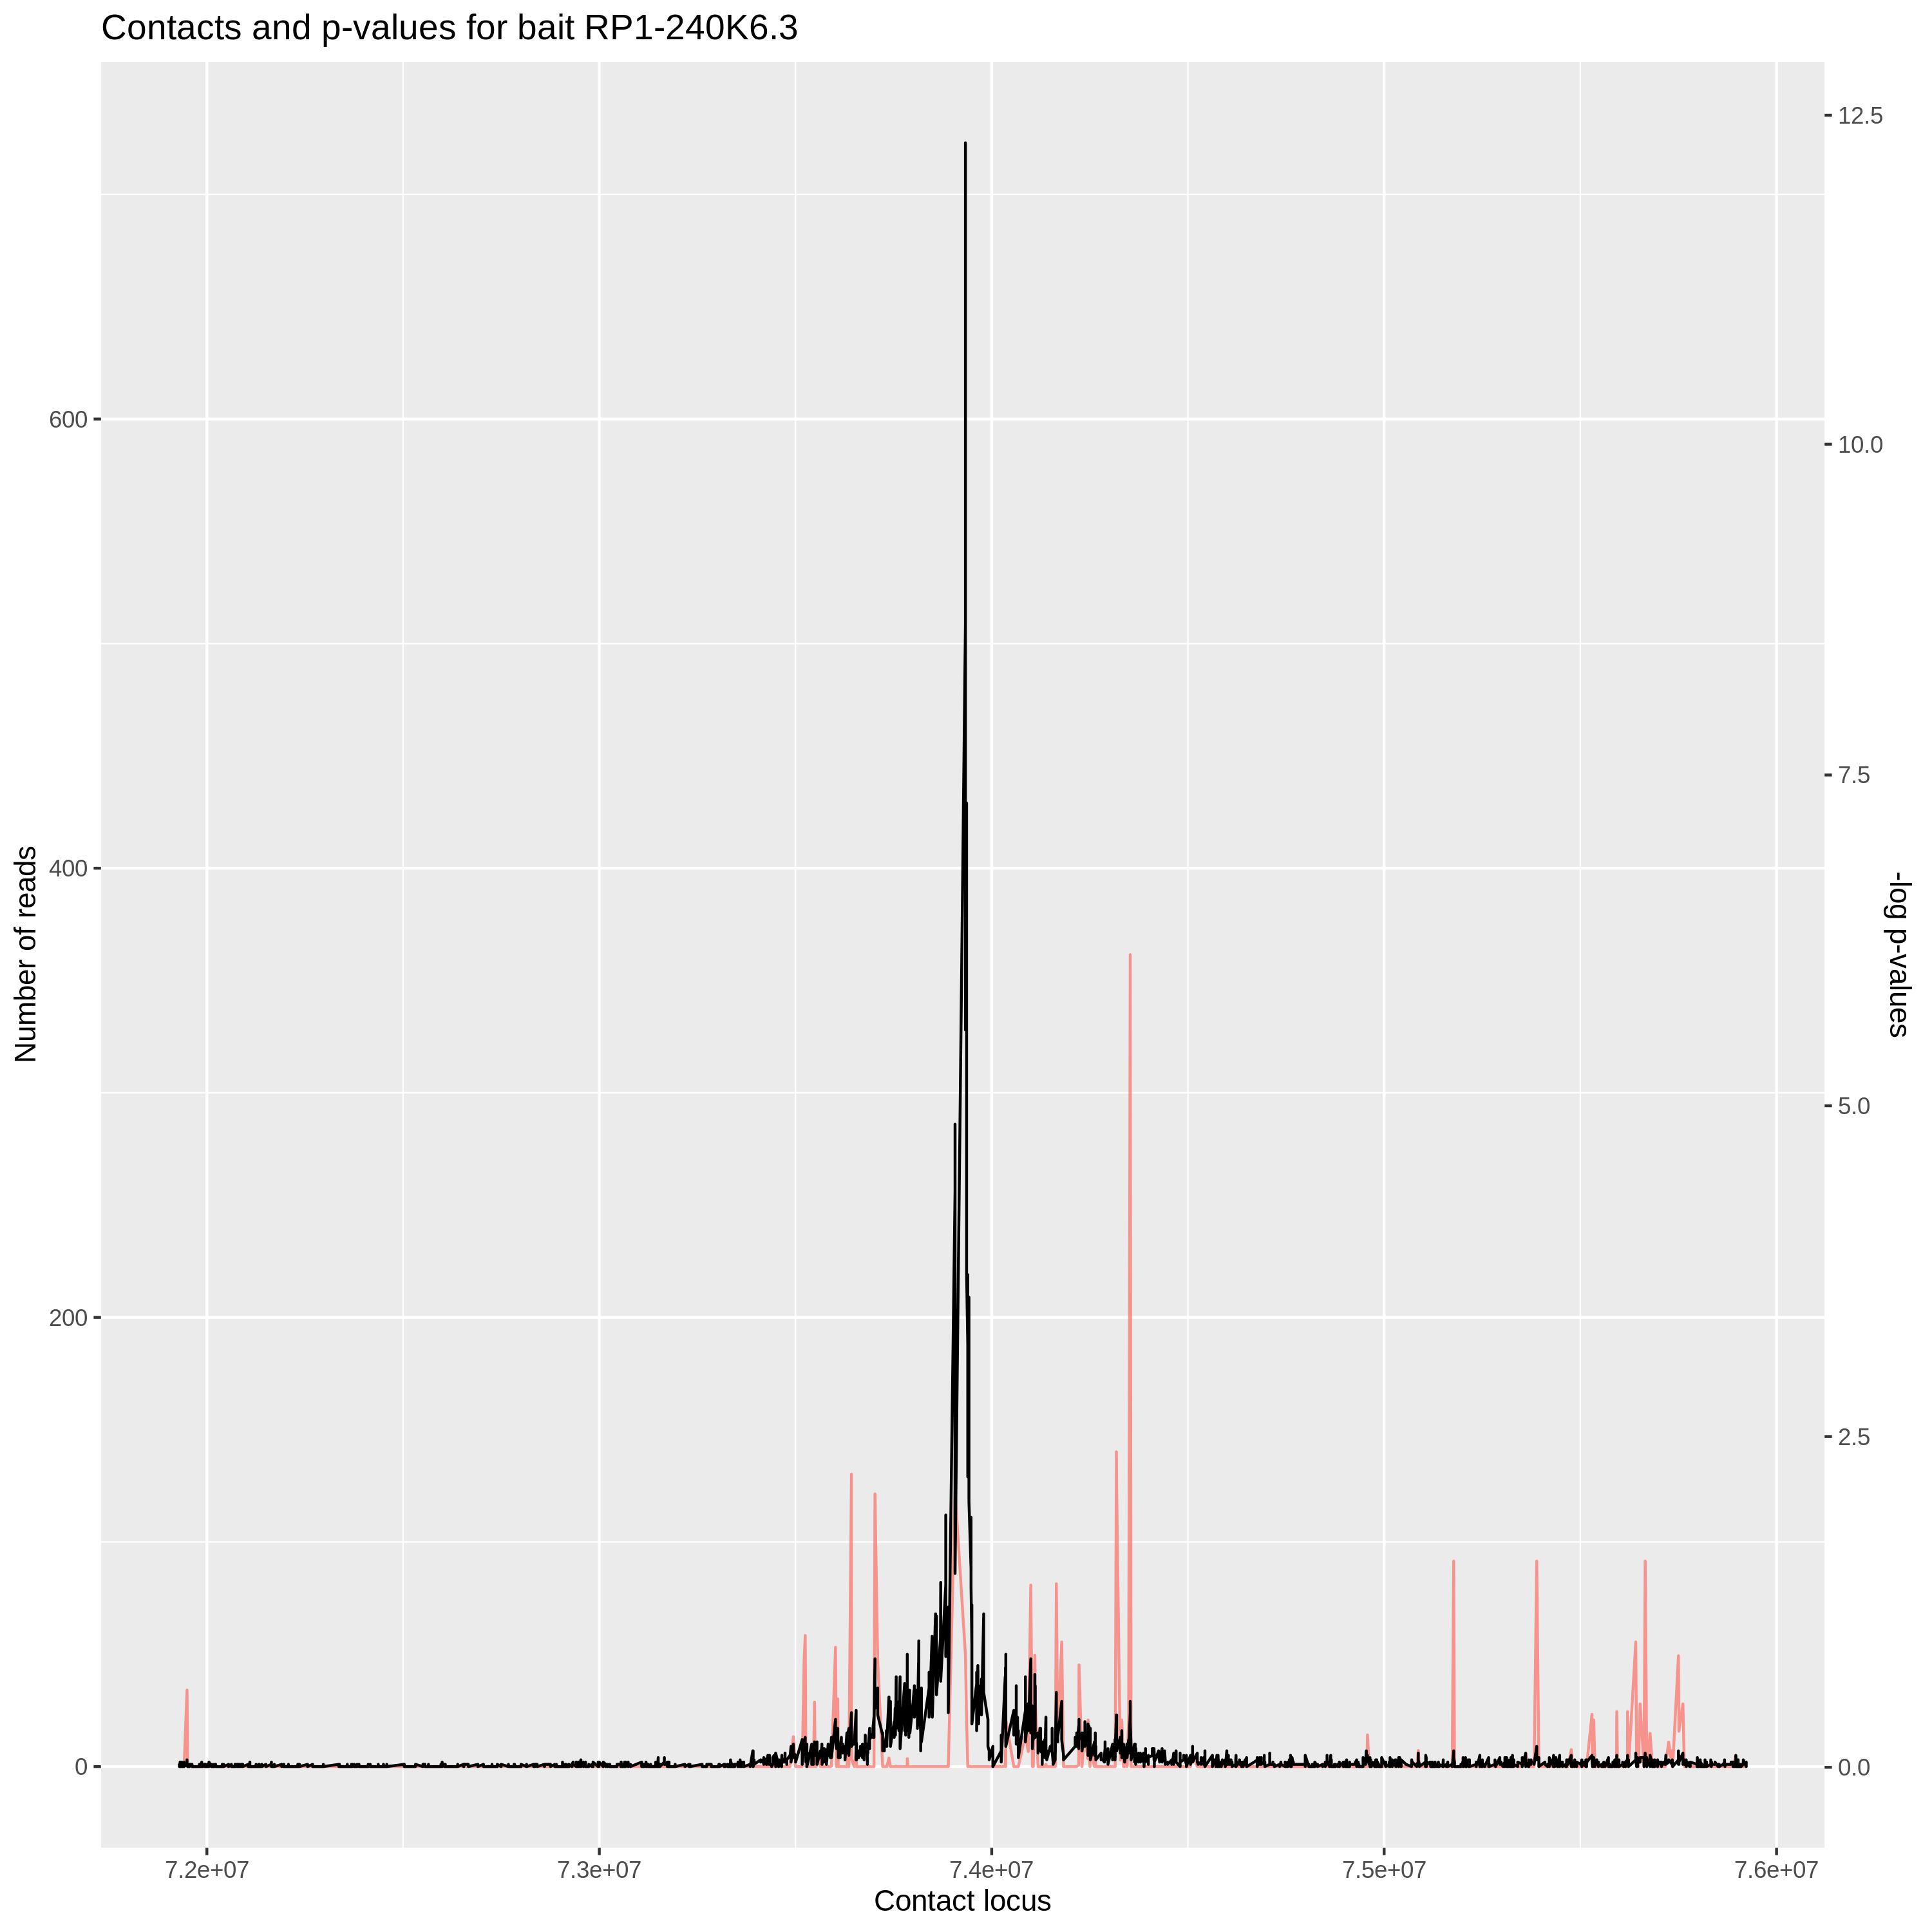 Contacts and p-values for bait RP1-240K6.3
Number of reads
600
400
200
0
12.5
10.0
7.5
5.0
2.5
0.0
-log p-values
7.2e+07
7.3e+07
7.4e+07
7.5e+07
7.6e+07
Contact locus